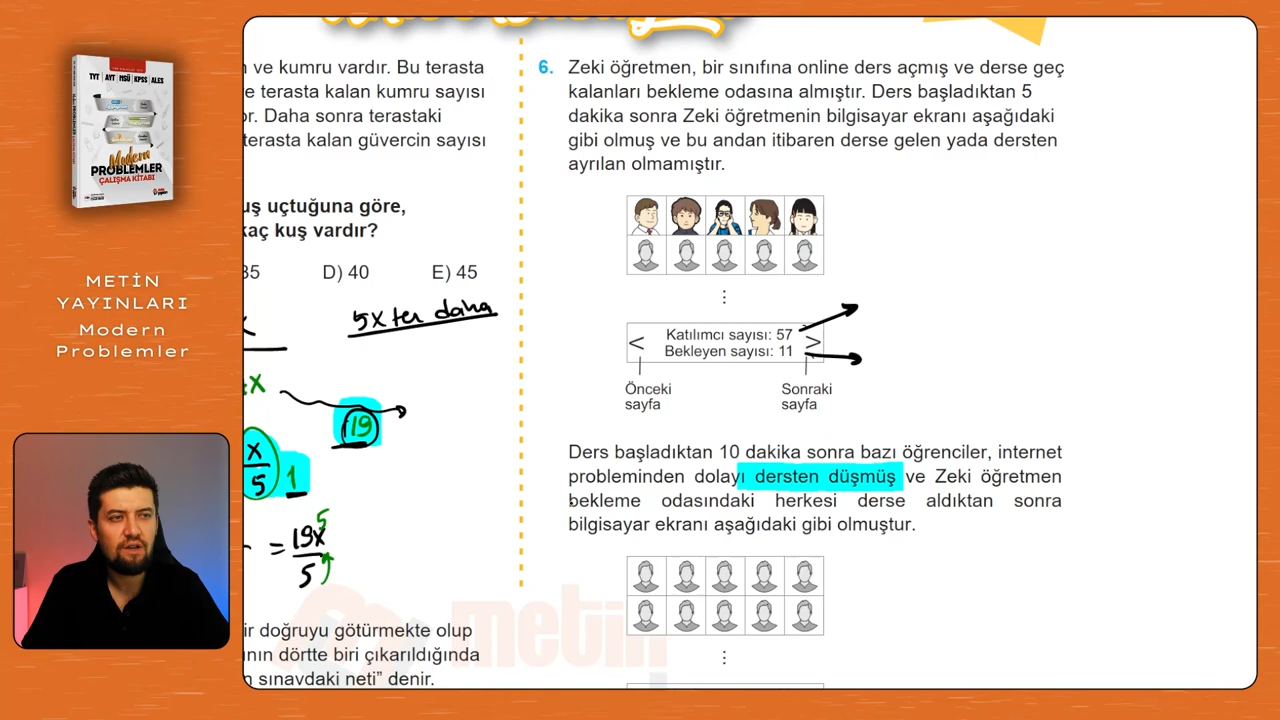 TYT AYT MSÜ KPSS ALES
Modern
PROBLEMLER
ÇALIŞMA KİTABI
METİN
YAYINLARI
Modern
Problemler
ve kumru vardır. Bu terasta
e terasta kalan kumru sayısı
or. Daha sonra terastaki
terasta kalan güvercin sayısı
uş uçtuğuna göre,
kaç kuş vardır?
35 D) 40 E) 45
5x ter daha
x
19
x
5
1
= 19x
5
5
ir doğruyu götürmekte olup
ının dörtte biri çıkarıldığında
n sınavdaki neti” denir.
6. Zeki öğretmen, bir sınıfına online ders açmış ve derse geç
kalanları bekleme odasına almıştır. Ders başladıktan 5
dakika sonra Zeki öğretmenin bilgisayar ekranı aşağıdaki
gibi olmuş ve bu andan itibaren derse gelen yada dersten
ayrılan olmamıştır.
Katılımcı sayısı: 57
< >
Bekleyen sayısı: 11
Önceki Sonraki
sayfa sayfa
Ders başladıktan 10 dakika sonra bazı öğrenciler, internet
probleminden dolayı dersten düşmüş ve Zeki öğretmen
bekleme odasındaki herkesi derse aldıktan sonra
bilgisayar ekranı aşağıdaki gibi olmuştur.
metin